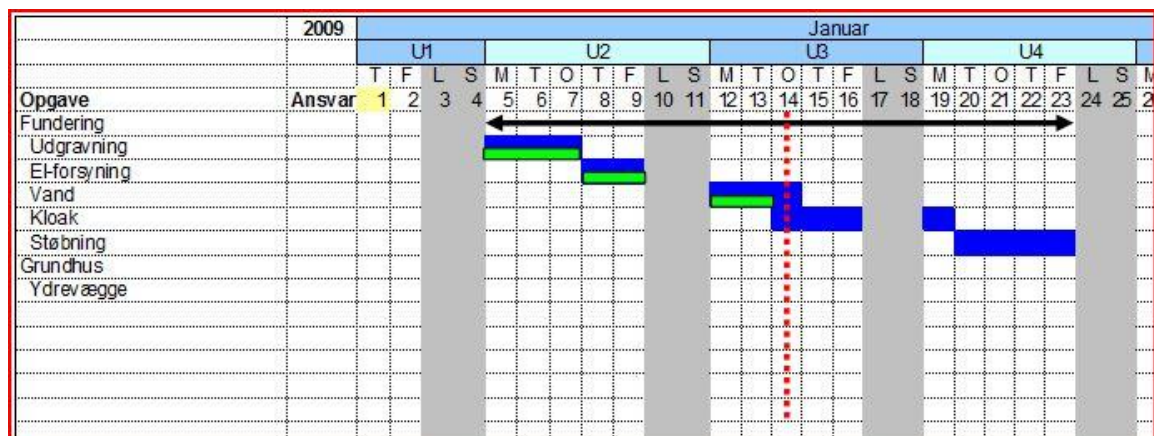 2009 Januar
U1 U2 U3 U4
T F L S M T O T F L S M T O T F L S M T O T F L S M
Opgave Ansvar 1 2 3 4 5 6 7 8 9 10 11 12 13 14 15 16 17 18 19 20 21 22 23 24 25
Fundering
Udgravning
El-forsyning
Vand
Kloak
Støbning
Grundhus
Ydrevægge